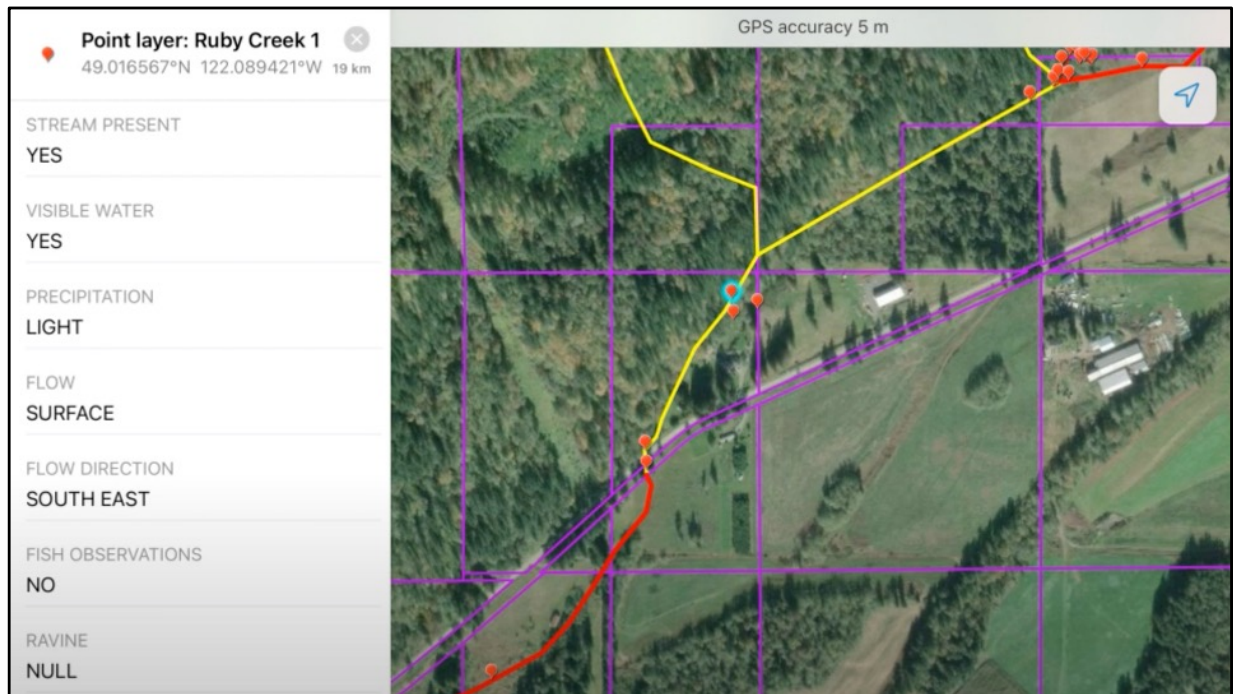 Point layer: Ruby Creek 1
49.016567°N 122.089421°W 19 km
GPS accuracy 5 m
STREAM PRESENT
YES
VISIBLE WATER
YES
PRECIPITATION
LIGHT
FLOW
SURFACE
FLOW DIRECTION
SOUTH EAST
FISH OBSERVATIONS
NO
RAVINE
NULL